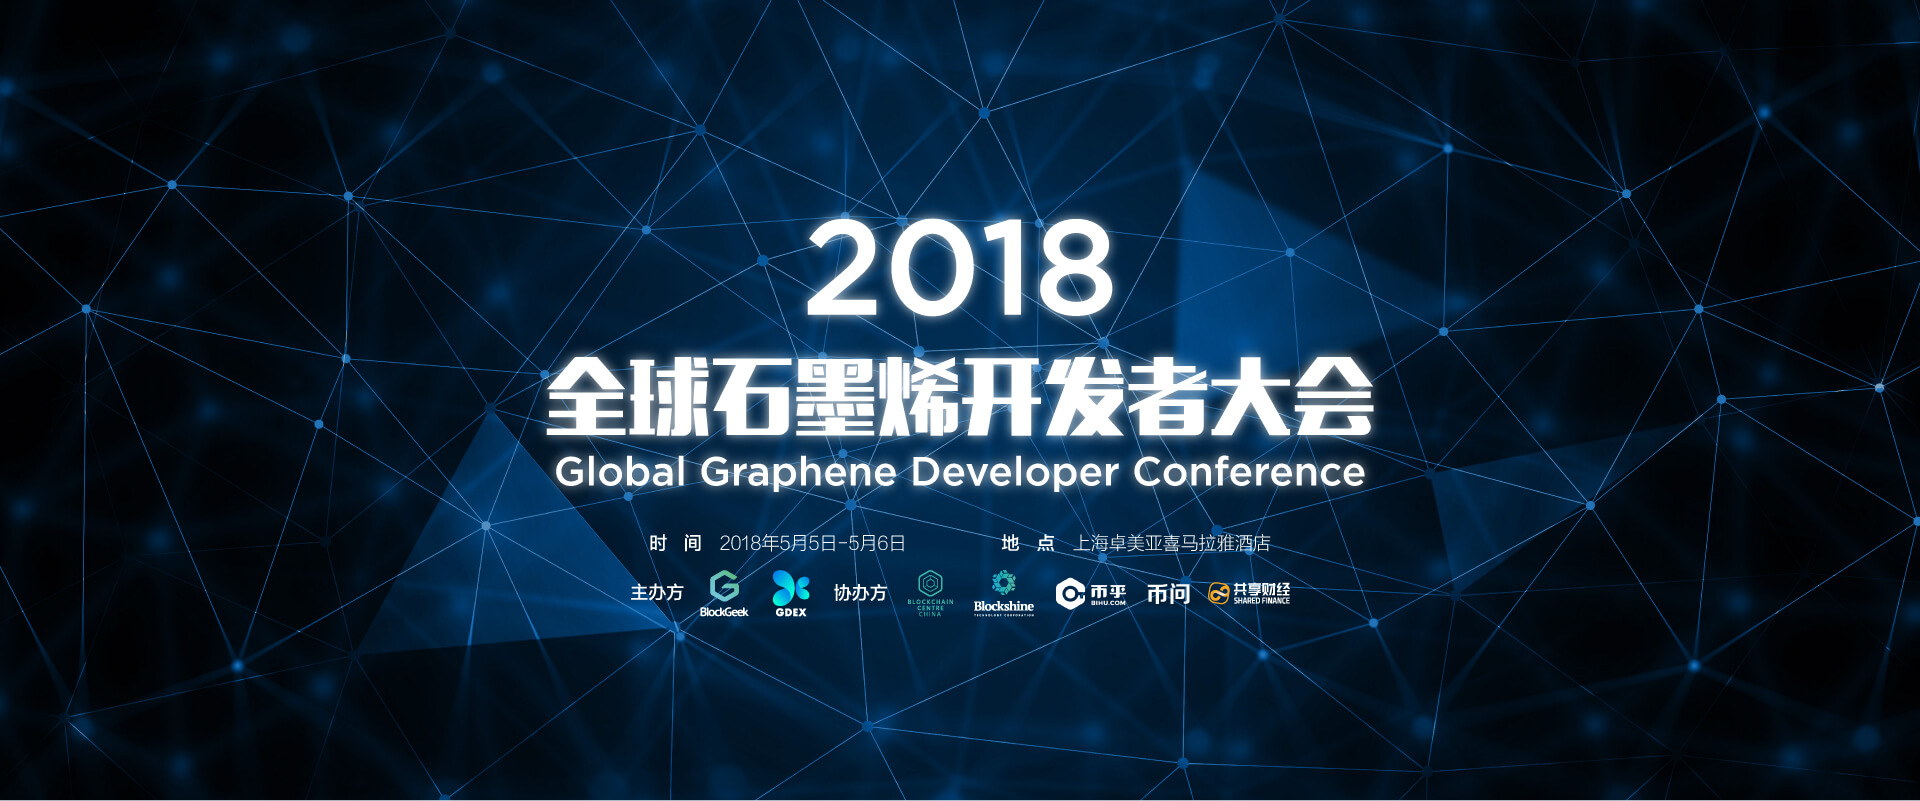 2018
全球石墨烯开发者大会
Global Graphene Developer Conference
时 间 2018年5月5日-5月6日 地 点 上海卓美亚喜马拉雅酒店
主办方 BlockGeek GDEX 协办方 BLOCKCHAIN CENTRE CHINA Blockshine TECHNOLOGY CORPORATION 币乎 BIHU.COM 币问 共享财经 SHARED FINANCE